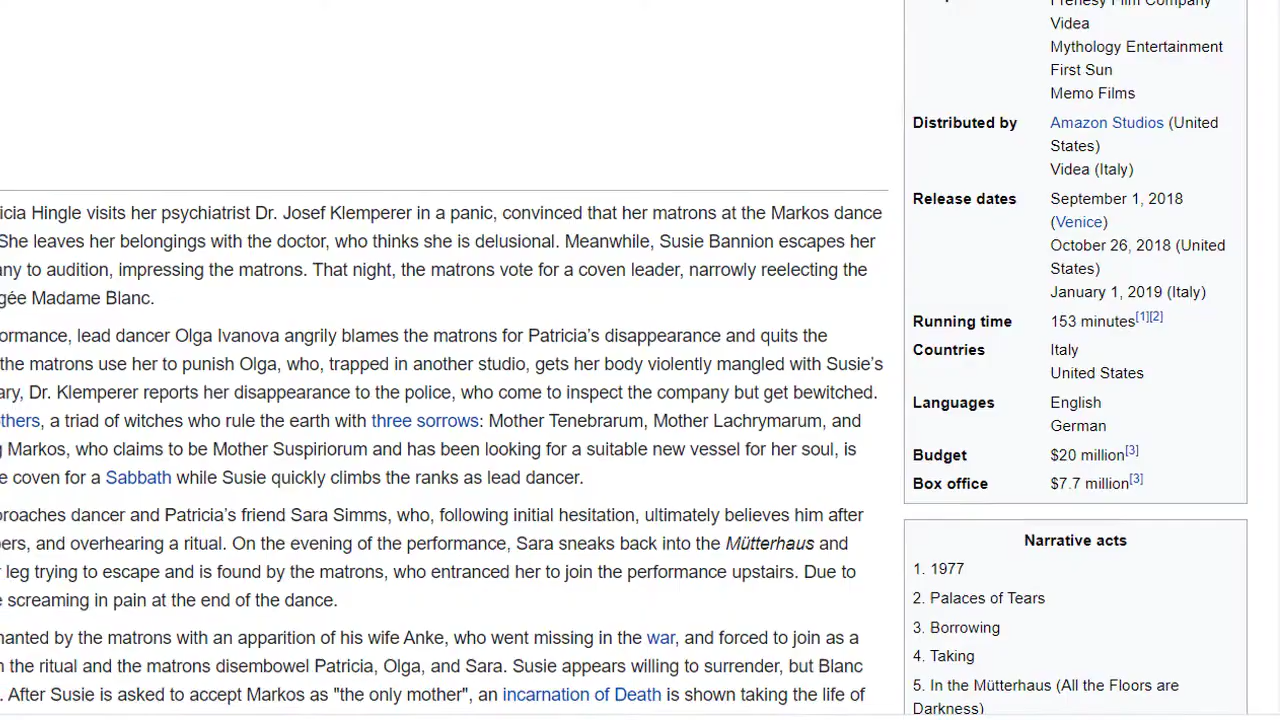 icia Hingle visits her psychiatrist Dr. Josef Klemperer in a panic, convinced that her matrons at the Markos dance
She leaves her belongings with the doctor, who thinks she is delusional. Meanwhile, Susie Bannion escapes her
any to audition, impressing the matrons. That night, the matrons vote for a coven leader, narrowly reelecting the
gée Madame Blanc.
ormance, lead dancer Olga Ivanova angrily blames the matrons for Patricia’s disappearance and quits the
the matrons use her to punish Olga, who, trapped in another studio, gets her body violently mangled with Susie’s
ary, Dr. Klemperer reports her disappearance to the police, who come to inspect the company but get bewitched.
others, a triad of witches who rule the earth with three sorrows: Mother Tenebrarum, Mother Lachrymarum, and
g Markos, who claims to be Mother Suspiriorum and has been looking for a suitable new vessel for her soul, is
e coven for a Sabbath while Susie quickly climbs the ranks as lead dancer.
proaches dancer and Patricia’s friend Sara Simms, who, following initial hesitation, ultimately believes him after
pers, and overhearing a ritual. On the evening of the performance, Sara sneaks back into the Mütterhaus and
r leg trying to escape and is found by the matrons, who entranced her to join the performance upstairs. Due to
e screaming in pain at the end of the dance.
hanted by the matrons with an apparition of his wife Anke, who went missing in the war, and forced to join as a
n the ritual and the matrons disembowel Patricia, Olga, and Sara. Susie appears willing to surrender, but Blanc
. After Susie is asked to accept Markos as "the only mother", an incarnation of Death is shown taking the life of
Frenesy Film Company
Videa
Mythology Entertainment
First Sun
Memo Films
Distributed by Amazon Studios (United
States)
Videa (Italy)
Release dates September 1, 2018
(Venice)
October 26, 2018 (United
States)
January 1, 2019 (Italy)
Running time 153 minutes[1][2]
Countries Italy
United States
Languages English
German
Budget $20 million[3]
Box office $7.7 million[3]
Narrative acts
1. 1977
2. Palaces of Tears
3. Borrowing
4. Taking
5. In the Mütterhaus (All the Floors are
Darkness)